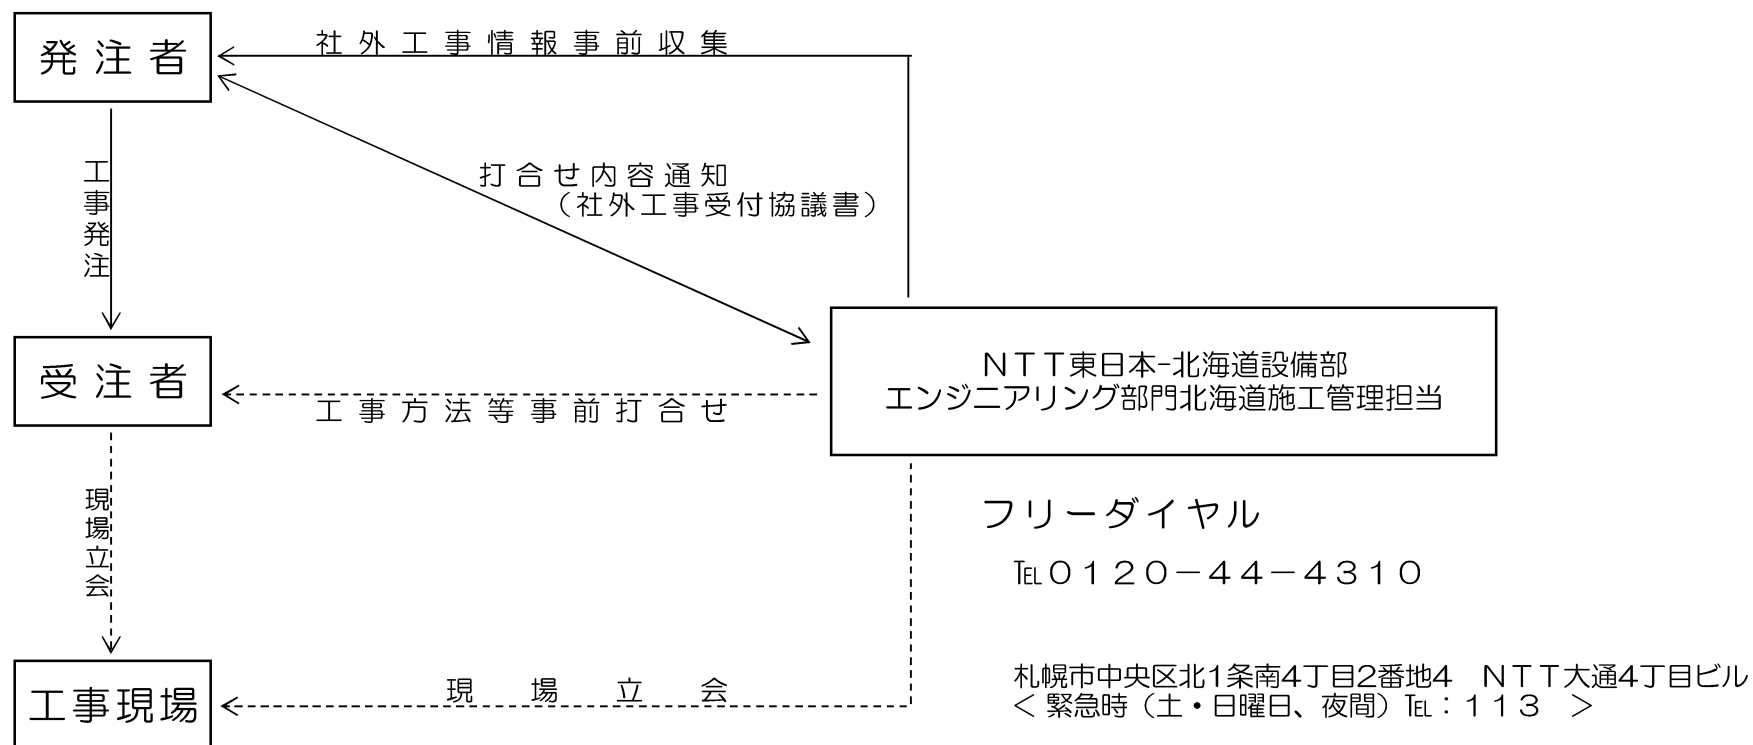 発注者
社外工事情報事前収集
打合せ内容通知
（社外工事受付協議書）
工事発注
受注者
工事方法等事前打合せ
NTT東日本-北海道設備部
エンジニアリング部門北海道施工管理担当
現場立会
フリーダイヤル
℡０１２０－４４－４３１０
工事現場
現場立会
札幌市中央区北1条南4丁目2番地4　NTT大通4丁目ビル
＜ 緊急時（土・日曜日、夜間）℡：１１３　＞